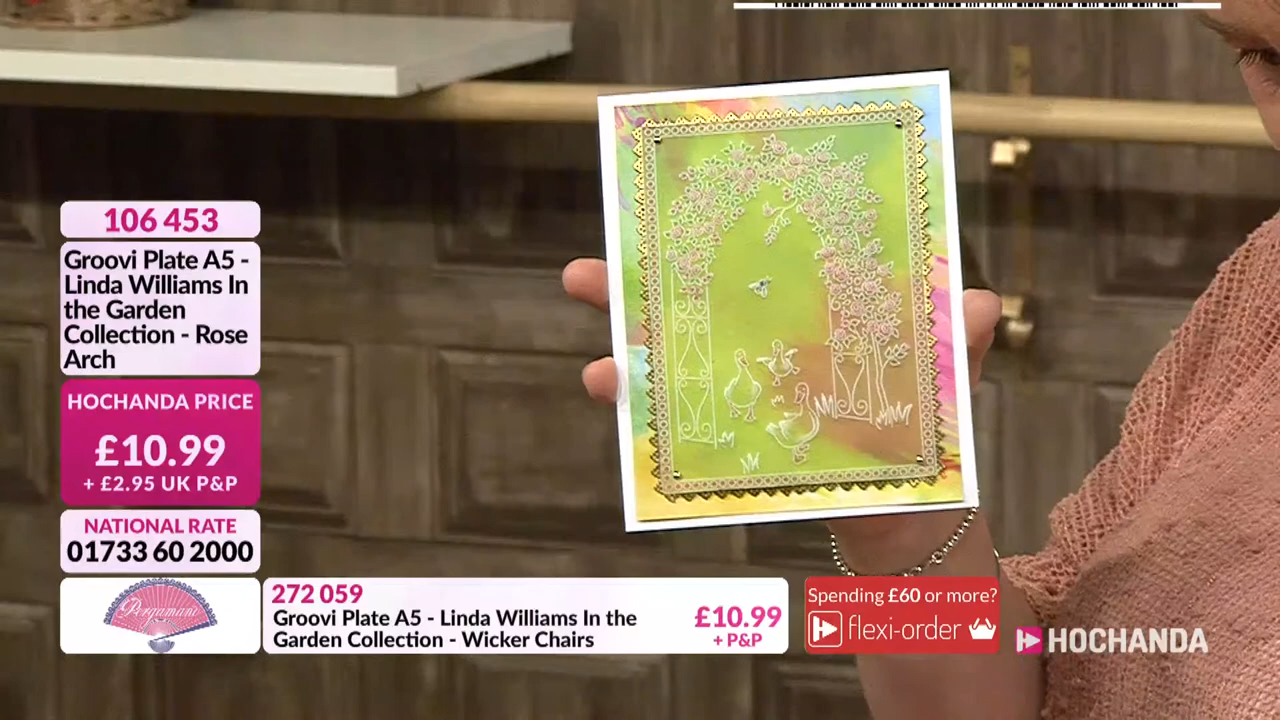 106 453
Groovi Plate A5 -
Linda Williams In
the Garden
Collection - Rose
Arch
HOCHANDA PRICE
£10.99
+ £2.95 UK P&P
NATIONAL RATE
01733 60 2000
Pergamano
272 059
Groovi Plate A5 - Linda Williams In the
Garden Collection - Wicker Chairs
£10.99
+ P&P
Spending £60 or more?
flexi-order
HOCHANDA